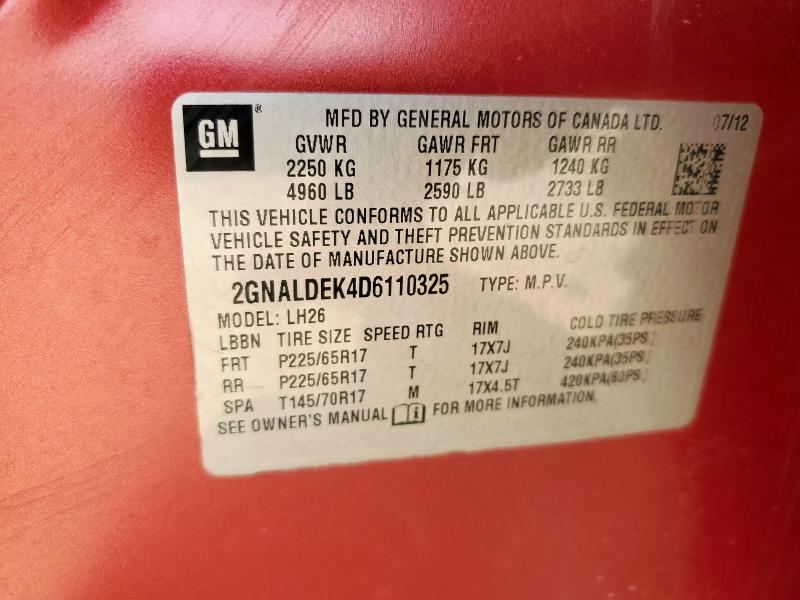 GM ® MFD BY GENERAL MOTORS OF CANADA LTD. 07/12
GVWR GAWR FRT GAWR RR
2250 KG 1175 KG 1240 KG
4960 LB 2590 LB 2733 LB
THIS VEHICLE CONFORMS TO ALL APPLICABLE U.S. FEDERAL MOTOR
VEHICLE SAFETY AND THEFT PREVENTION STANDARDS IN EFFECT ON
THE DATE OF MANUFACTURE SHOWN ABOVE.
2GNALDEK4D6110325 TYPE: M.P.V.
MODEL: LH26
LBBN TIRE SIZE SPEED RTG RIM COLD TIRE PRESSURE
FRT P225/65R17 T 17X7J 240KPA(35PS
RR P225/65R17 T 17X7J 240KPA(35PS
SPA T145/70R17 M 17X4.5T 420KPA(60PS
SEE OWNER'S MANUAL i FOR MORE INFORMATION.